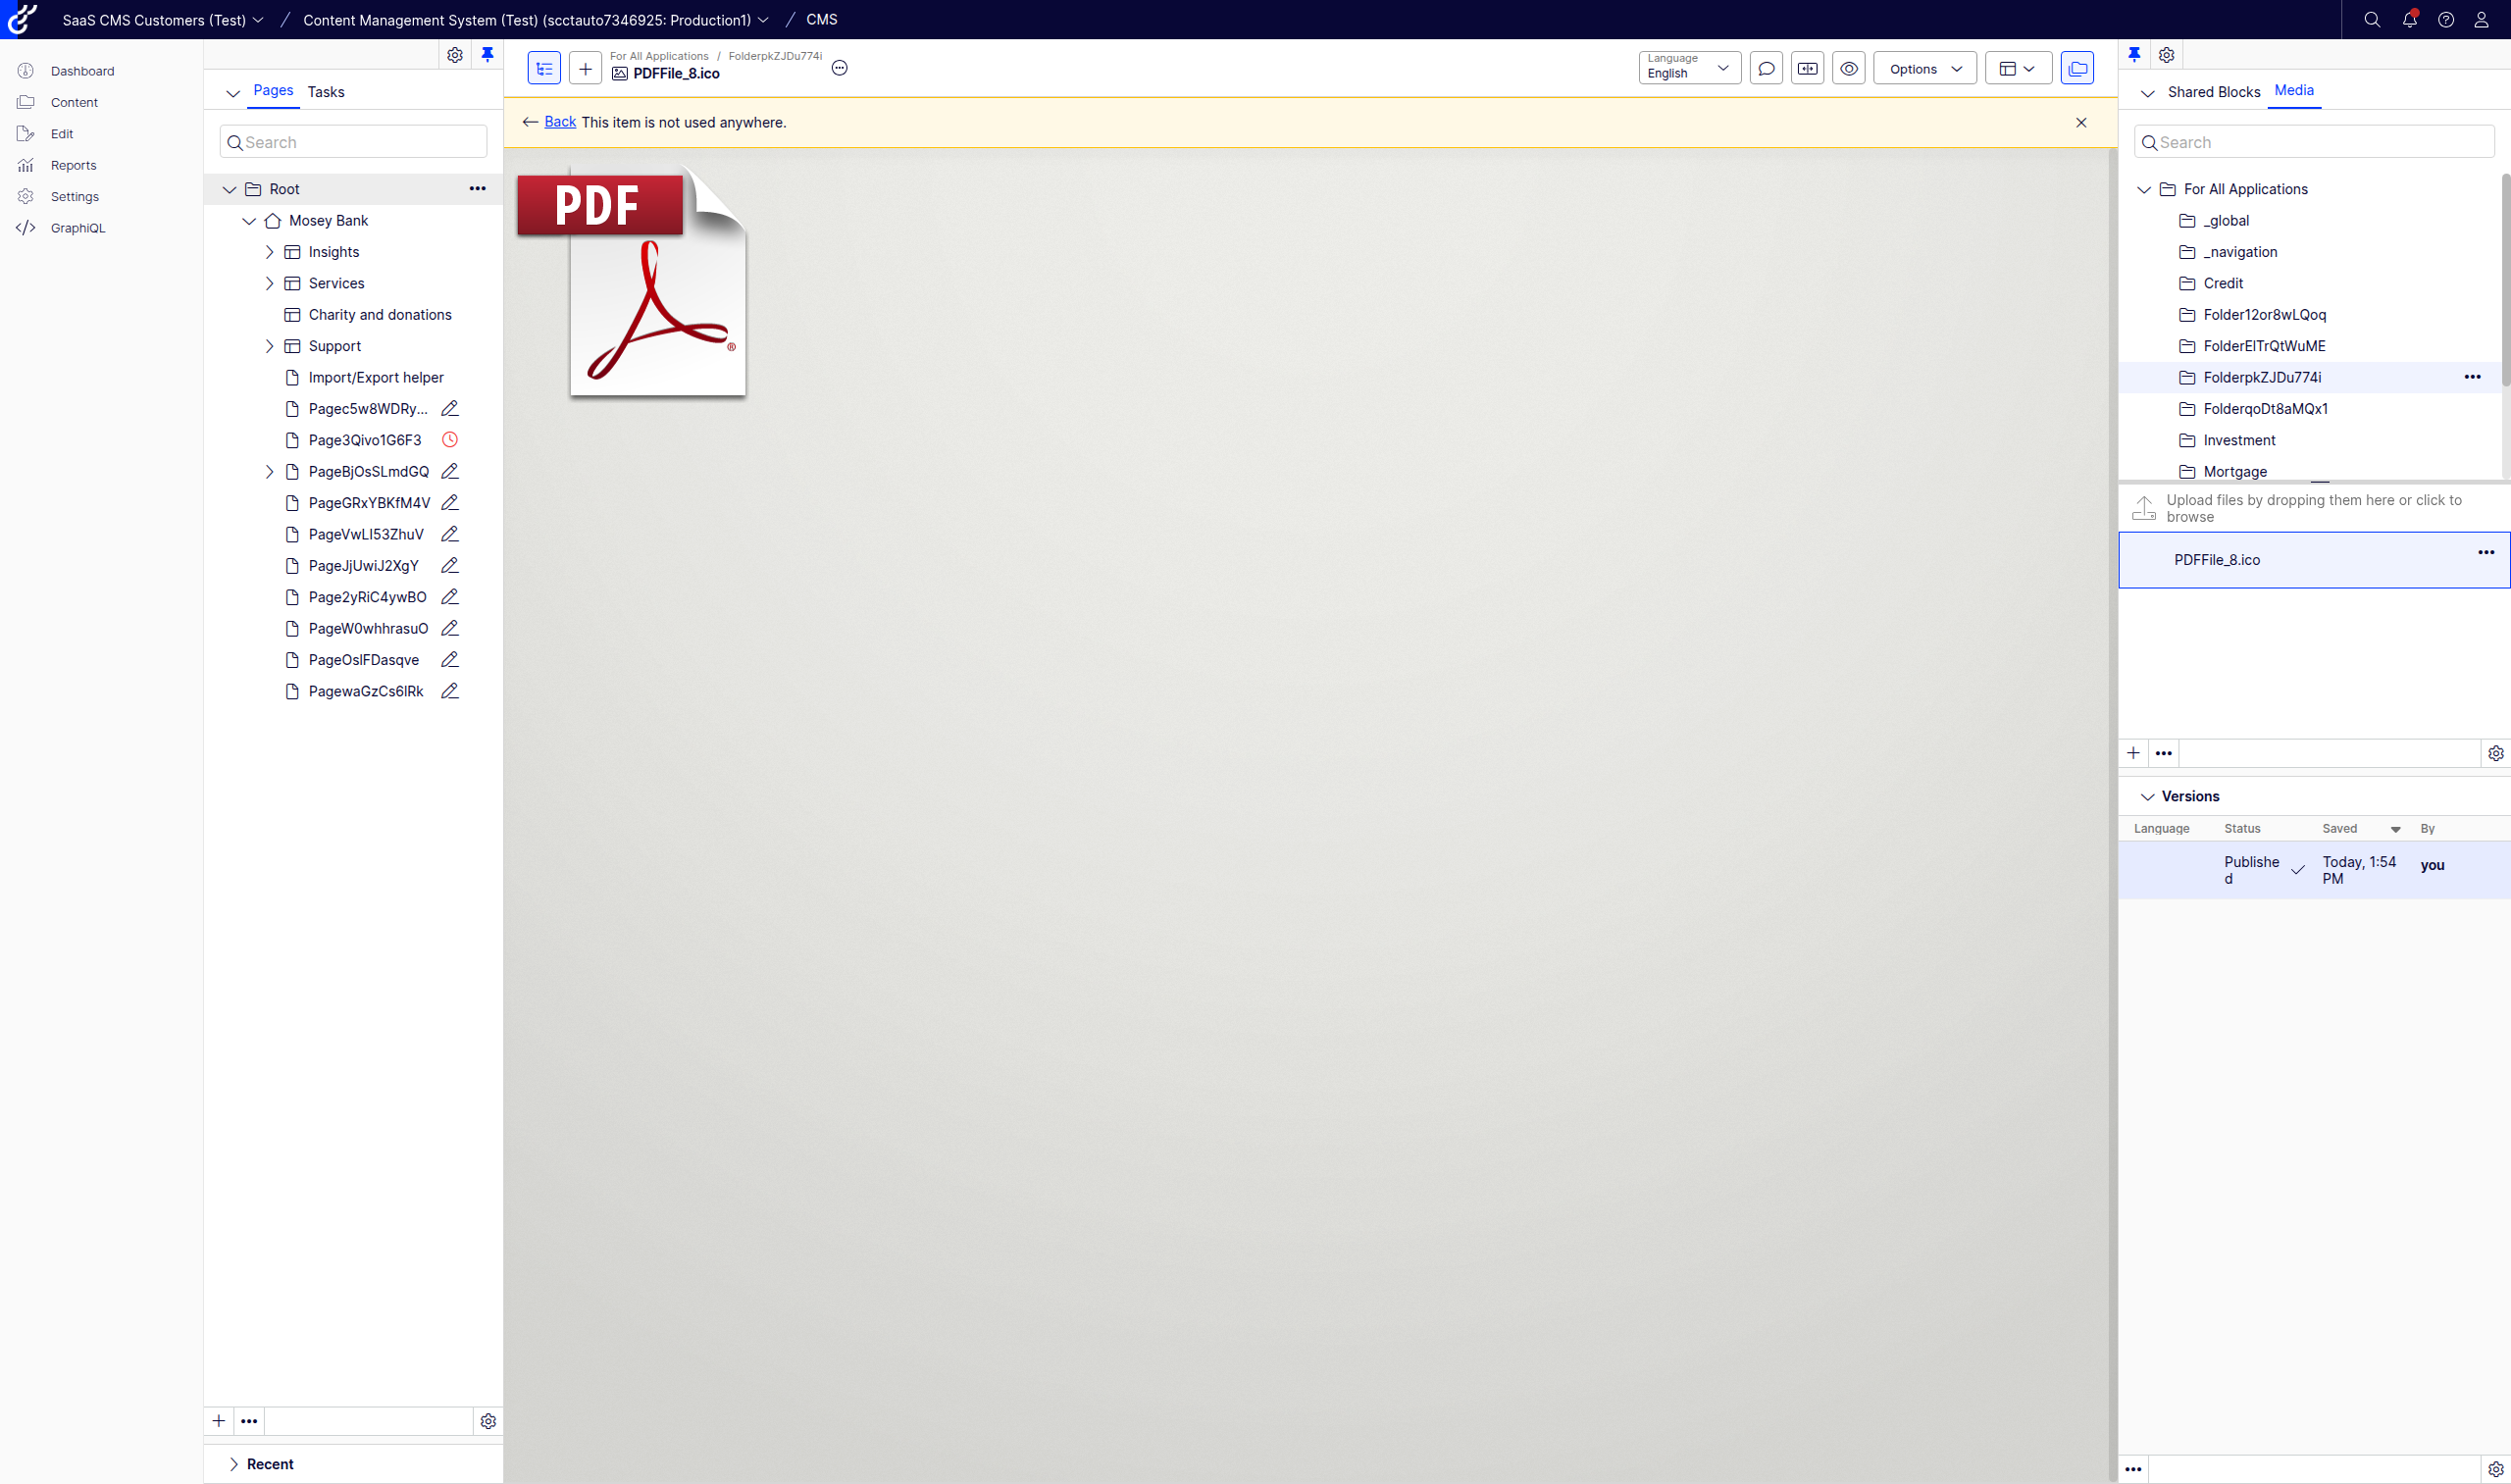 SaaS CMS Customers (Test) / Content Management System (Test) (scctauto7346925: Production1) / CMS
Dashboard
Content
Edit
Reports
Settings
GraphiQL
Pages Tasks
Search
Root
Mosey Bank
Insights
Services
Charity and donations
Support
Import/Export helper
Pagec5w8WDRy...
Page3Qivo1G6F3
PageBjOsSLmdGQ
PageGRxYBKfM4V
PageVwLI53ZhuV
PageJjUwiJ2XgY
Page2yRiC4ywBO
PageW0whhrasuO
PageOsIFDasqve
PagewaGzCs6IRk
Recent
For All Applications / FolderpkZJDu774i
PDFFile_8.ico
Language
English
Options
Back This item is not used anywhere.
PDF
®
Shared Blocks Media
Search
For All Applications
_global
_navigation
Credit
Folder12or8wLQoq
FolderEITrQtWuME
FolderpkZJDu774i
FolderqoDt8aMQx1
Investment
Mortgage
Upload files by dropping them here or click to
browse
PDFFile_8.ico
Versions
Language Status Saved By
Publishe Today, 1:54 you
d PM